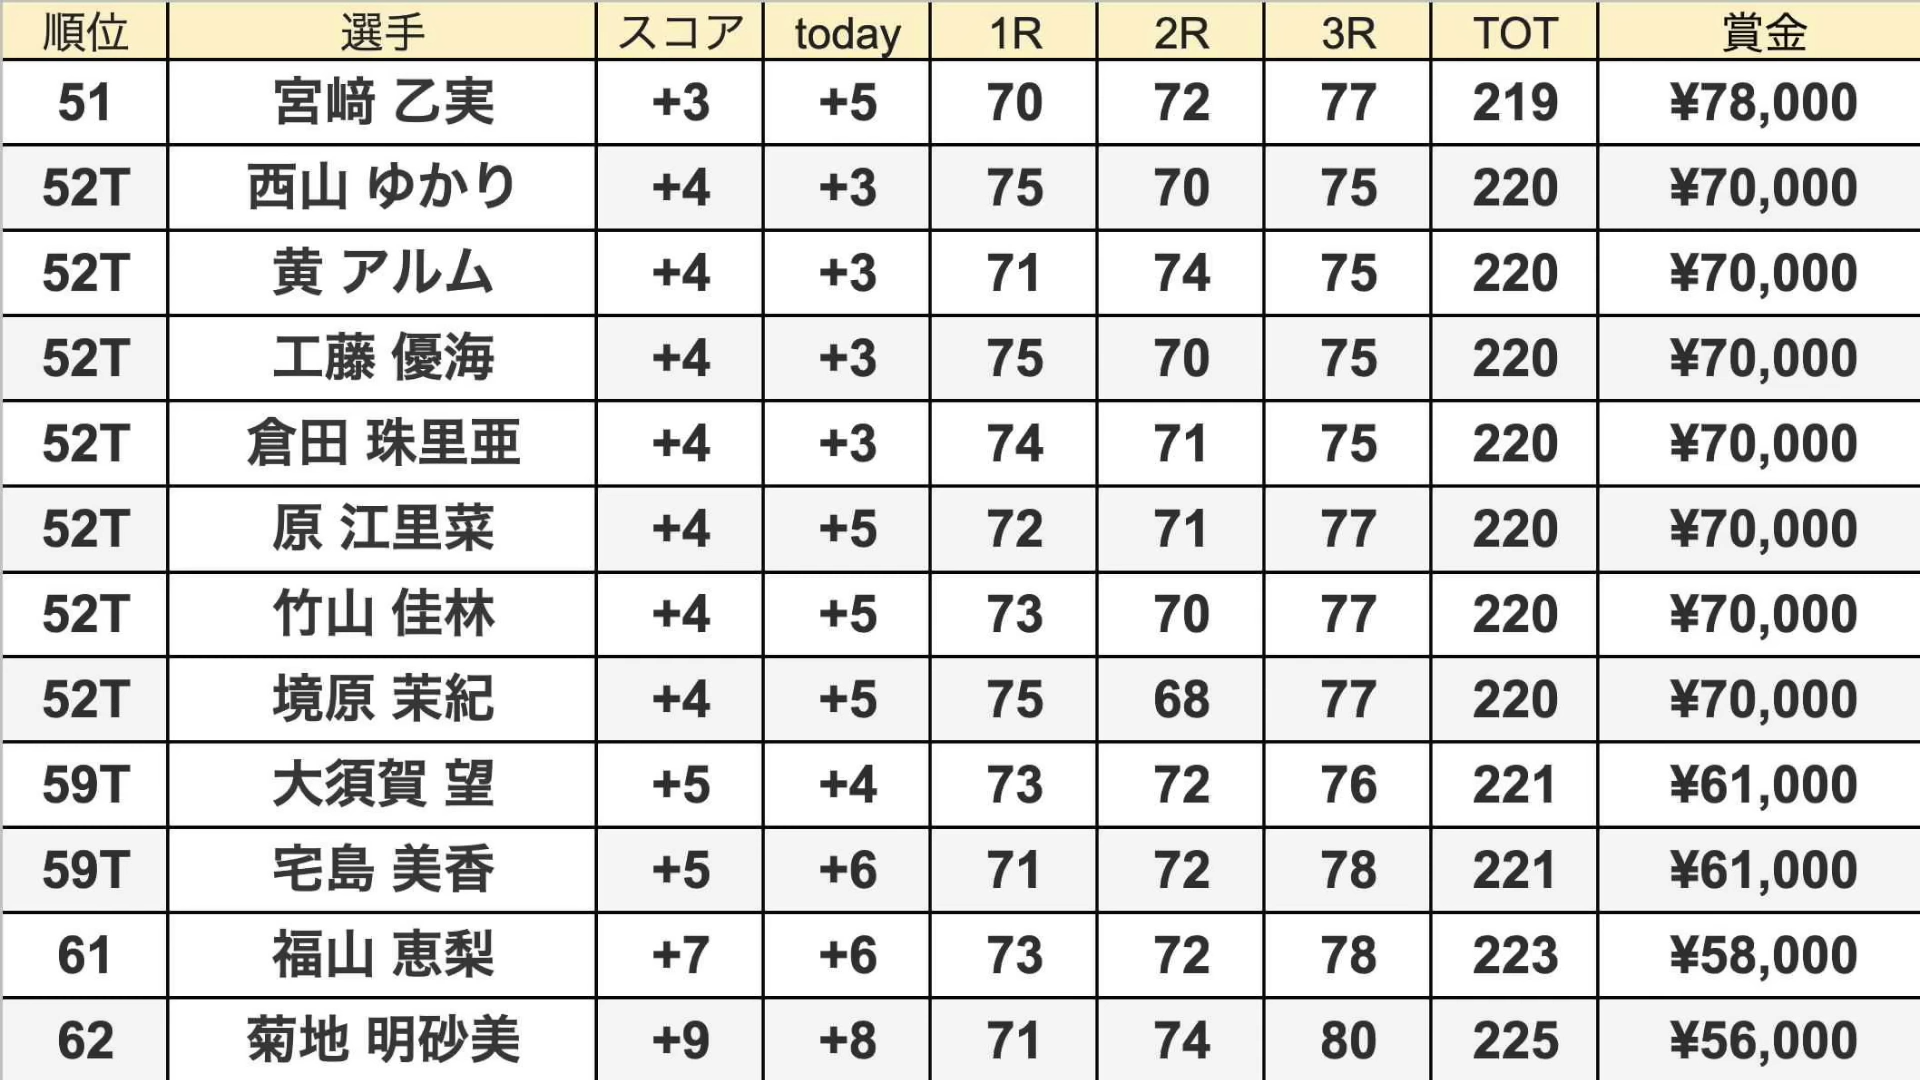 順位 選手 スコア today 1R 2R 3R TOT 賞金
51 宮﨑 乙実 +3 +5 70 72 77 219 ¥78,000
52T 西山 ゆかり +4 +3 75 70 75 220 ¥70,000
52T 黄 アルム +4 +3 71 74 75 220 ¥70,000
52T 工藤 優海 +4 +3 75 70 75 220 ¥70,000
52T 倉田 珠里亜 +4 +3 74 71 75 220 ¥70,000
52T 原 江里菜 +4 +5 72 71 77 220 ¥70,000
52T 竹山 佳林 +4 +5 73 70 77 220 ¥70,000
52T 境原 茉紀 +4 +5 75 68 77 220 ¥70,000
59T 大須賀 望 +5 +4 73 72 76 221 ¥61,000
59T 宅島 美香 +5 +6 71 72 78 221 ¥61,000
61 福山 恵梨 +7 +6 73 72 78 223 ¥58,000
62 菊地 明砂美 +9 +8 71 74 80 225 ¥56,000